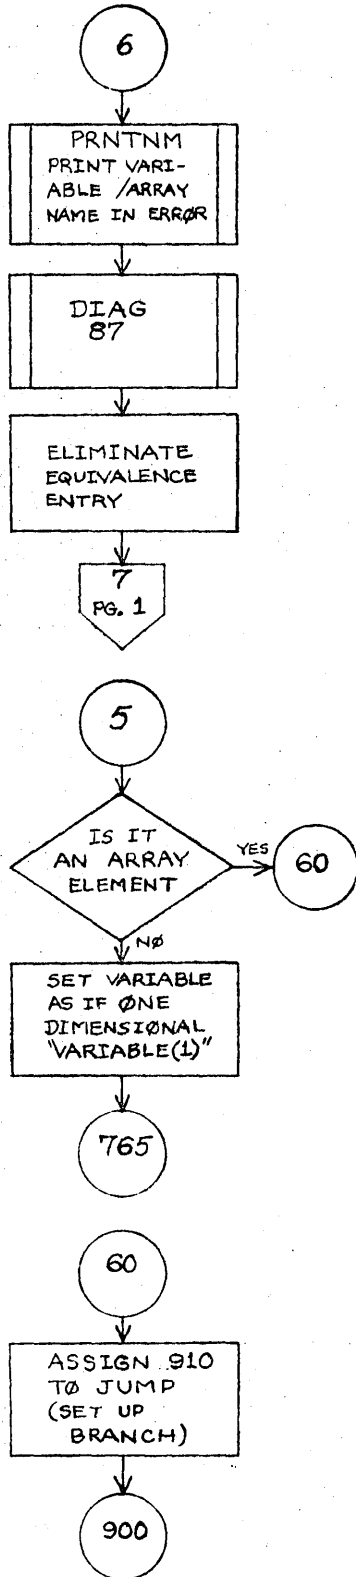 6
PRNTNM
PRINT VARI-
ABLE /ARRAY
NAME IN ERRØR
DIAG
87
ELIMINATE
EQUIVALENCE
ENTRY
7
PG. 1
5
IS IT
AN ARRAY
ELEMENT
YES
60
NØ
SET VARIABLE
AS IF ØNE
DIMENSIØNAL
"VARIABLE(1)"
765
60
ASSIGN 910
TØ JUMP
(SET UP
BRANCH)
900